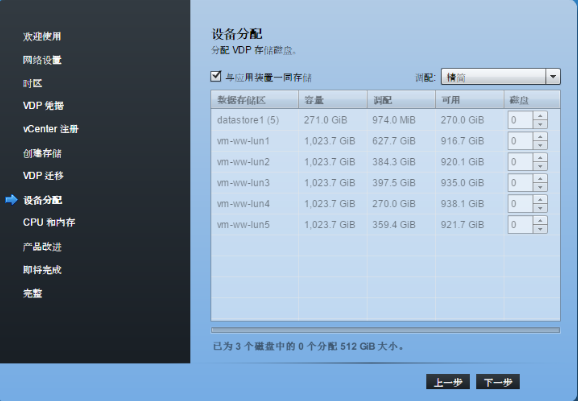 欢迎使用
网络设置
时区
VDP 凭据
vCenter 注册
创建存储
VDP 迁移
设备分配
CPU 和内存
产品改进
即将完成
完整
设备分配
分配 VDP 存储磁盘。
与应用装置一同存储 调配: 精简
数据存储区 容量 调配 可用 磁盘
datastore1 (5) 271.0 GiB 974.0 MiB 270.0 GiB 0
vm-ww-lun1 1,023.7 GiB 627.7 GiB 916.7 GiB 0
vm-ww-lun2 1,023.7 GiB 384.3 GiB 920.1 GiB 0
vm-ww-lun3 1,023.7 GiB 397.5 GiB 935.0 GiB 0
vm-ww-lun4 1,023.7 GiB 270.0 GiB 938.1 GiB 0
vm-ww-lun5 1,023.7 GiB 359.4 GiB 921.7 GiB 0
已为 3 个磁盘中的 0 个分配 512 GiB 大小。
上一步 下一步